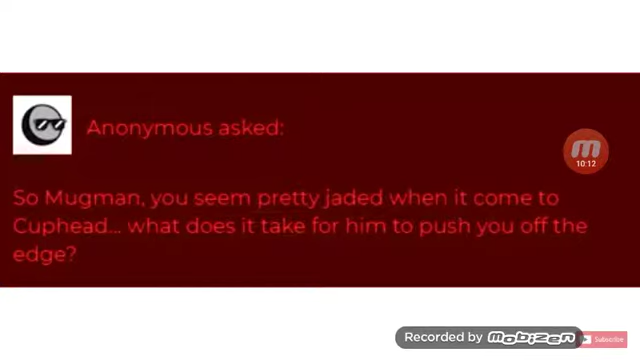 Anonymous asked:
10:12
So Mugman, you seem pretty jaded when it come to
Cuphead... what does it take for him to push you off the
edge?
Recorded by mobizen
Subscribe